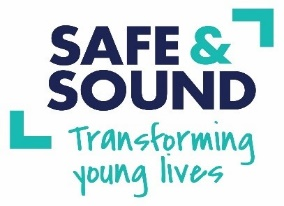 SAFE &
SOUND
Transforming
young lives